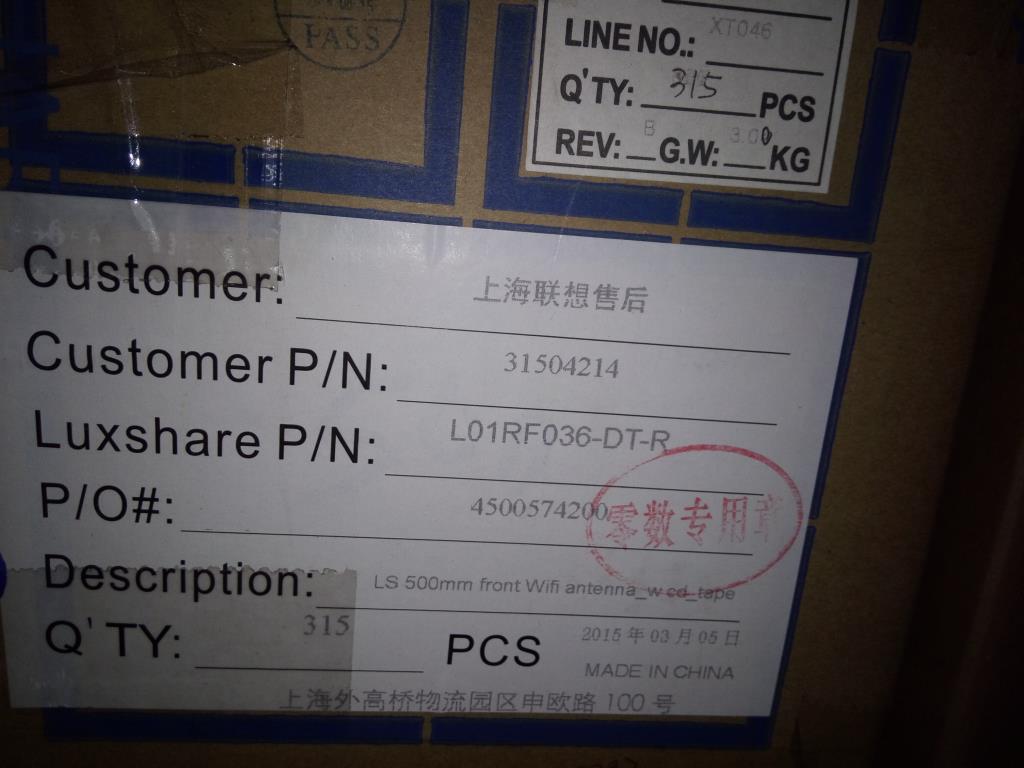 PASS
LINE NO.: XT046
Q'TY: 315 PCS
REV: B G.W: 3.00 KG
Customer: 上海联想售后
Customer P/N: 31504214
Luxshare P/N: L01RF036-DT-R
P/O#: 4500574200
零数专用章
Description: LS 500mm front Wifi antenna_w cd_tape
Q'TY: 315 PCS 2015 年 03 月 05 日
MADE IN CHINA
上海外高桥物流园区申欧路 100 号